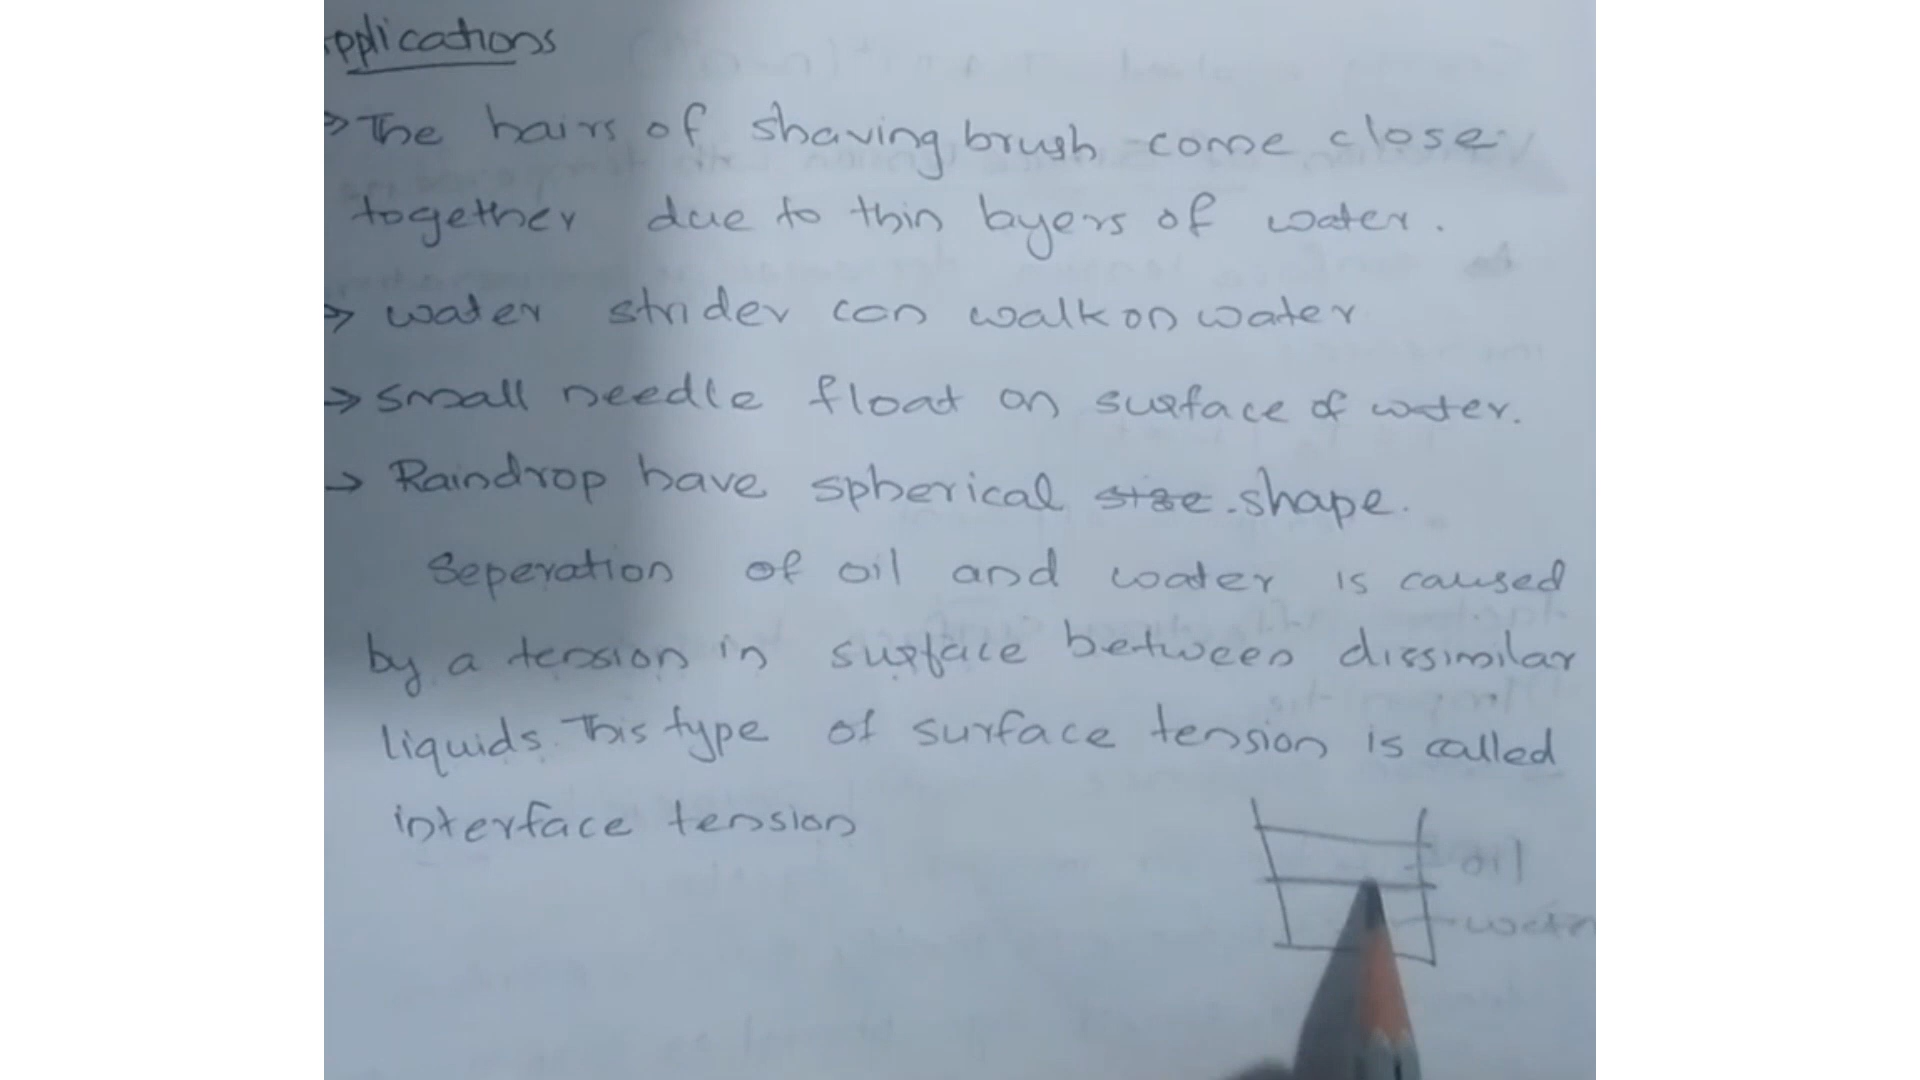 pplications
→ The hairs of shaving brush come close
together due to thin layers of water.
→ water strider can walk on water
→ small needle float on surface of water.
→ Raindrop have spherical size. shape.
Seperation of oil and water is caused
by a tension in surface between dissimilar
liquids. This type of surface tension is called
interface tension
oil
water